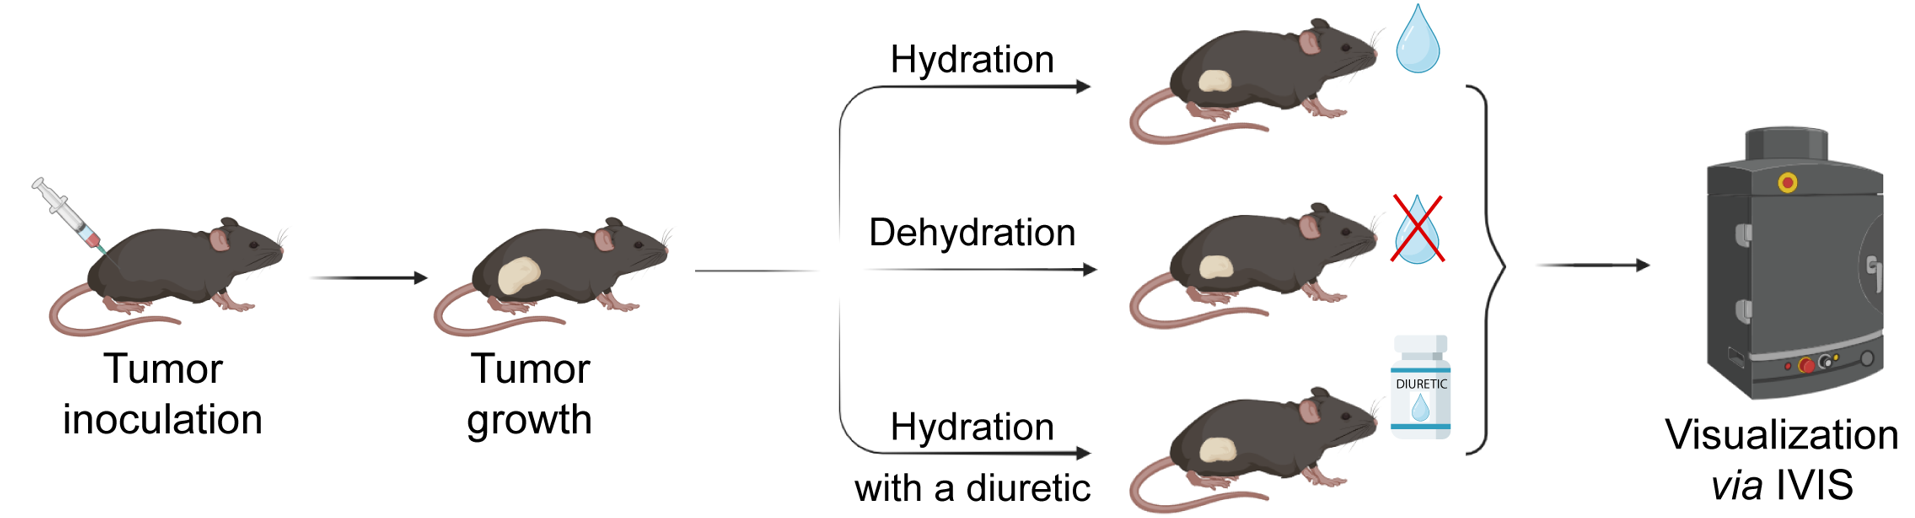 Tumor
inoculation
Tumor
growth
Hydration
Dehydration
Hydration
with a diuretic
DIURETIC
Visualization
via IVIS